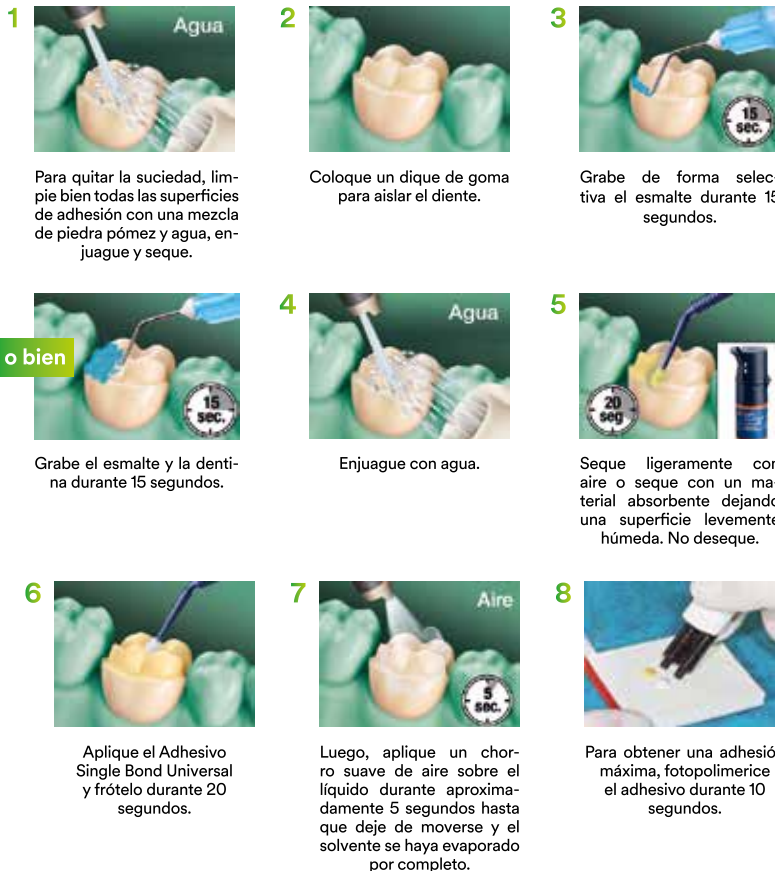 1
Agua
Para quitar la suciedad, lim-
pie bien todas las superficies
de adhesión con una mezcla
de piedra pómez y agua, en-
juague y seque.
2
Coloque un dique de goma
para aislar el diente.
3
15
sec.
Grabe de forma selec-
tiva el esmalte durante 15
segundos.
o bien
15
sec.
Grabe el esmalte y la denti-
na durante 15 segundos.
4
Agua
Enjuague con agua.
5
20
seg
Seque ligeramente con
aire o seque con un ma-
terial absorbente dejando
una superficie levemente
húmeda. No deseque.
6
Aplique el Adhesivo
Single Bond Universal
y frótelo durante 20
segundos.
7
Aire
5
sec.
Luego, aplique un chor-
ro suave de aire sobre el
líquido durante aproxima-
damente 5 segundos hasta
que deje de moverse y el
solvente se haya evaporado
por completo.
8
Para obtener una adhesió
máxima, fotopolimerice
el adhesivo durante 10
segundos.